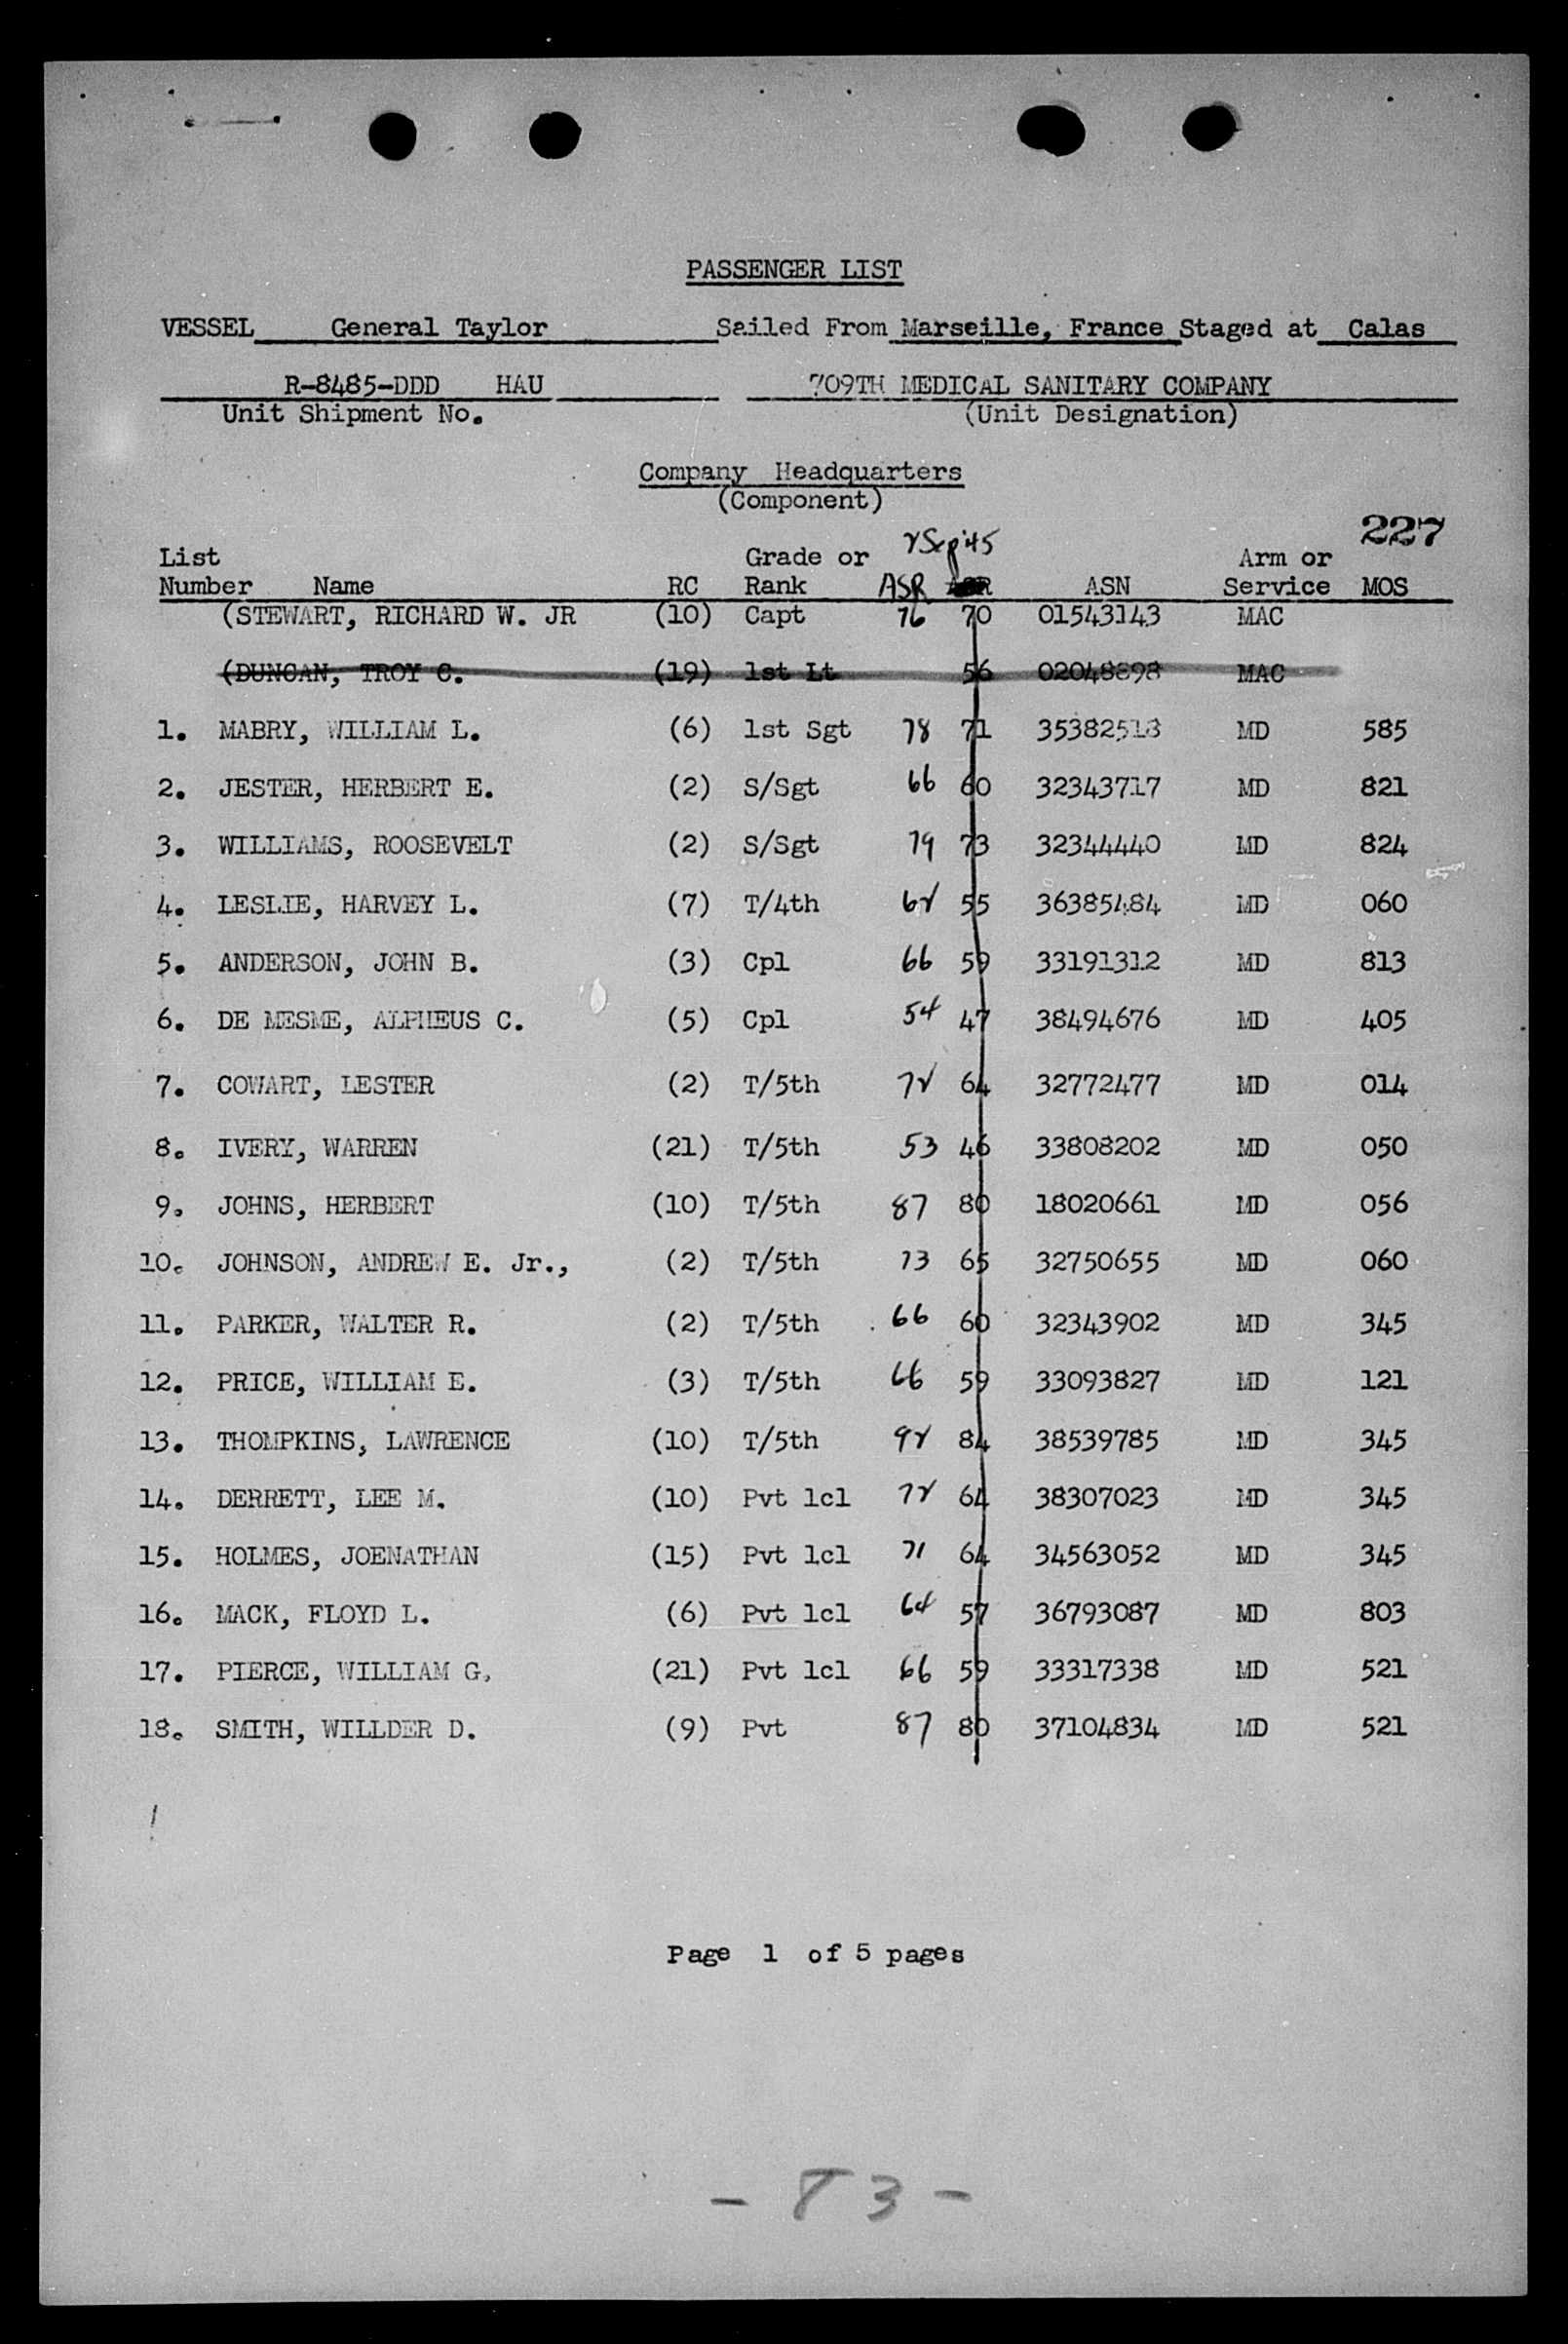 PASSENGER LIST
VESSEL General Taylor Sailed From Marseille, France Staged at Calas
R-8485-DDD HAU 709TH MEDICAL SANITARY COMPANY
Unit Shipment No. (Unit Designation)
Company Headquarters
(Component)
227
2 Sep '45
List Grade or Arm or
Number Name RC Rank ASR ASR ASN Service MOS
(STEWART, RICHARD W. JR (10) Capt 76 70 01543143 MAC
(DUNCAN, TROY C. (19) 1st Lt 56 02048898 MAC
1. MABRY, WILLIAM L. (6) 1st Sgt 78 71 35382518 MD 585
2. JESTER, HERBERT E. (2) S/Sgt 66 60 32343717 MD 821
3. WILLIAMS, ROOSEVELT (2) S/Sgt 79 73 32344440 MD 824
4. LESLIE, HARVEY L. (7) T/4th 62 55 36385484 MD 060
5. ANDERSON, JOHN B. (3) Cpl 66 59 33191312 MD 813
6. DE MESME, ALPHEUS C. (5) Cpl 54 47 38494676 MD 405
7. COWART, LESTER (2) T/5th 72 64 32772477 MD 014
8. IVERY, WARREN (21) T/5th 53 46 33808202 MD 050
9. JOHNS, HERBERT (10) T/5th 87 80 18020661 MD 056
10. JOHNSON, ANDREW E. Jr., (2) T/5th 73 65 32750655 MD 060
11. PARKER, WALTER R. (2) T/5th 66 60 32343902 MD 345
12. PRICE, WILLIAM E. (3) T/5th 66 59 33093827 MD 121
13. THOMPKINS, LAWRENCE (10) T/5th 92 84 38539785 MD 345
14. DERRETT, LEE M. (10) Pvt 1cl 72 64 38307023 MD 345
15. HOLMES, JOENATHAN (15) Pvt 1cl 71 64 34563052 MD 345
16. MACK, FLOYD L. (6) Pvt 1cl 64 57 36793087 MD 803
17. PIERCE, WILLIAM G. (21) Pvt 1cl 66 59 33317338 MD 521
18. SMITH, WILLDER D. (9) Pvt 87 80 37104834 MD 521
Page 1 of 5 pages
- 83 -